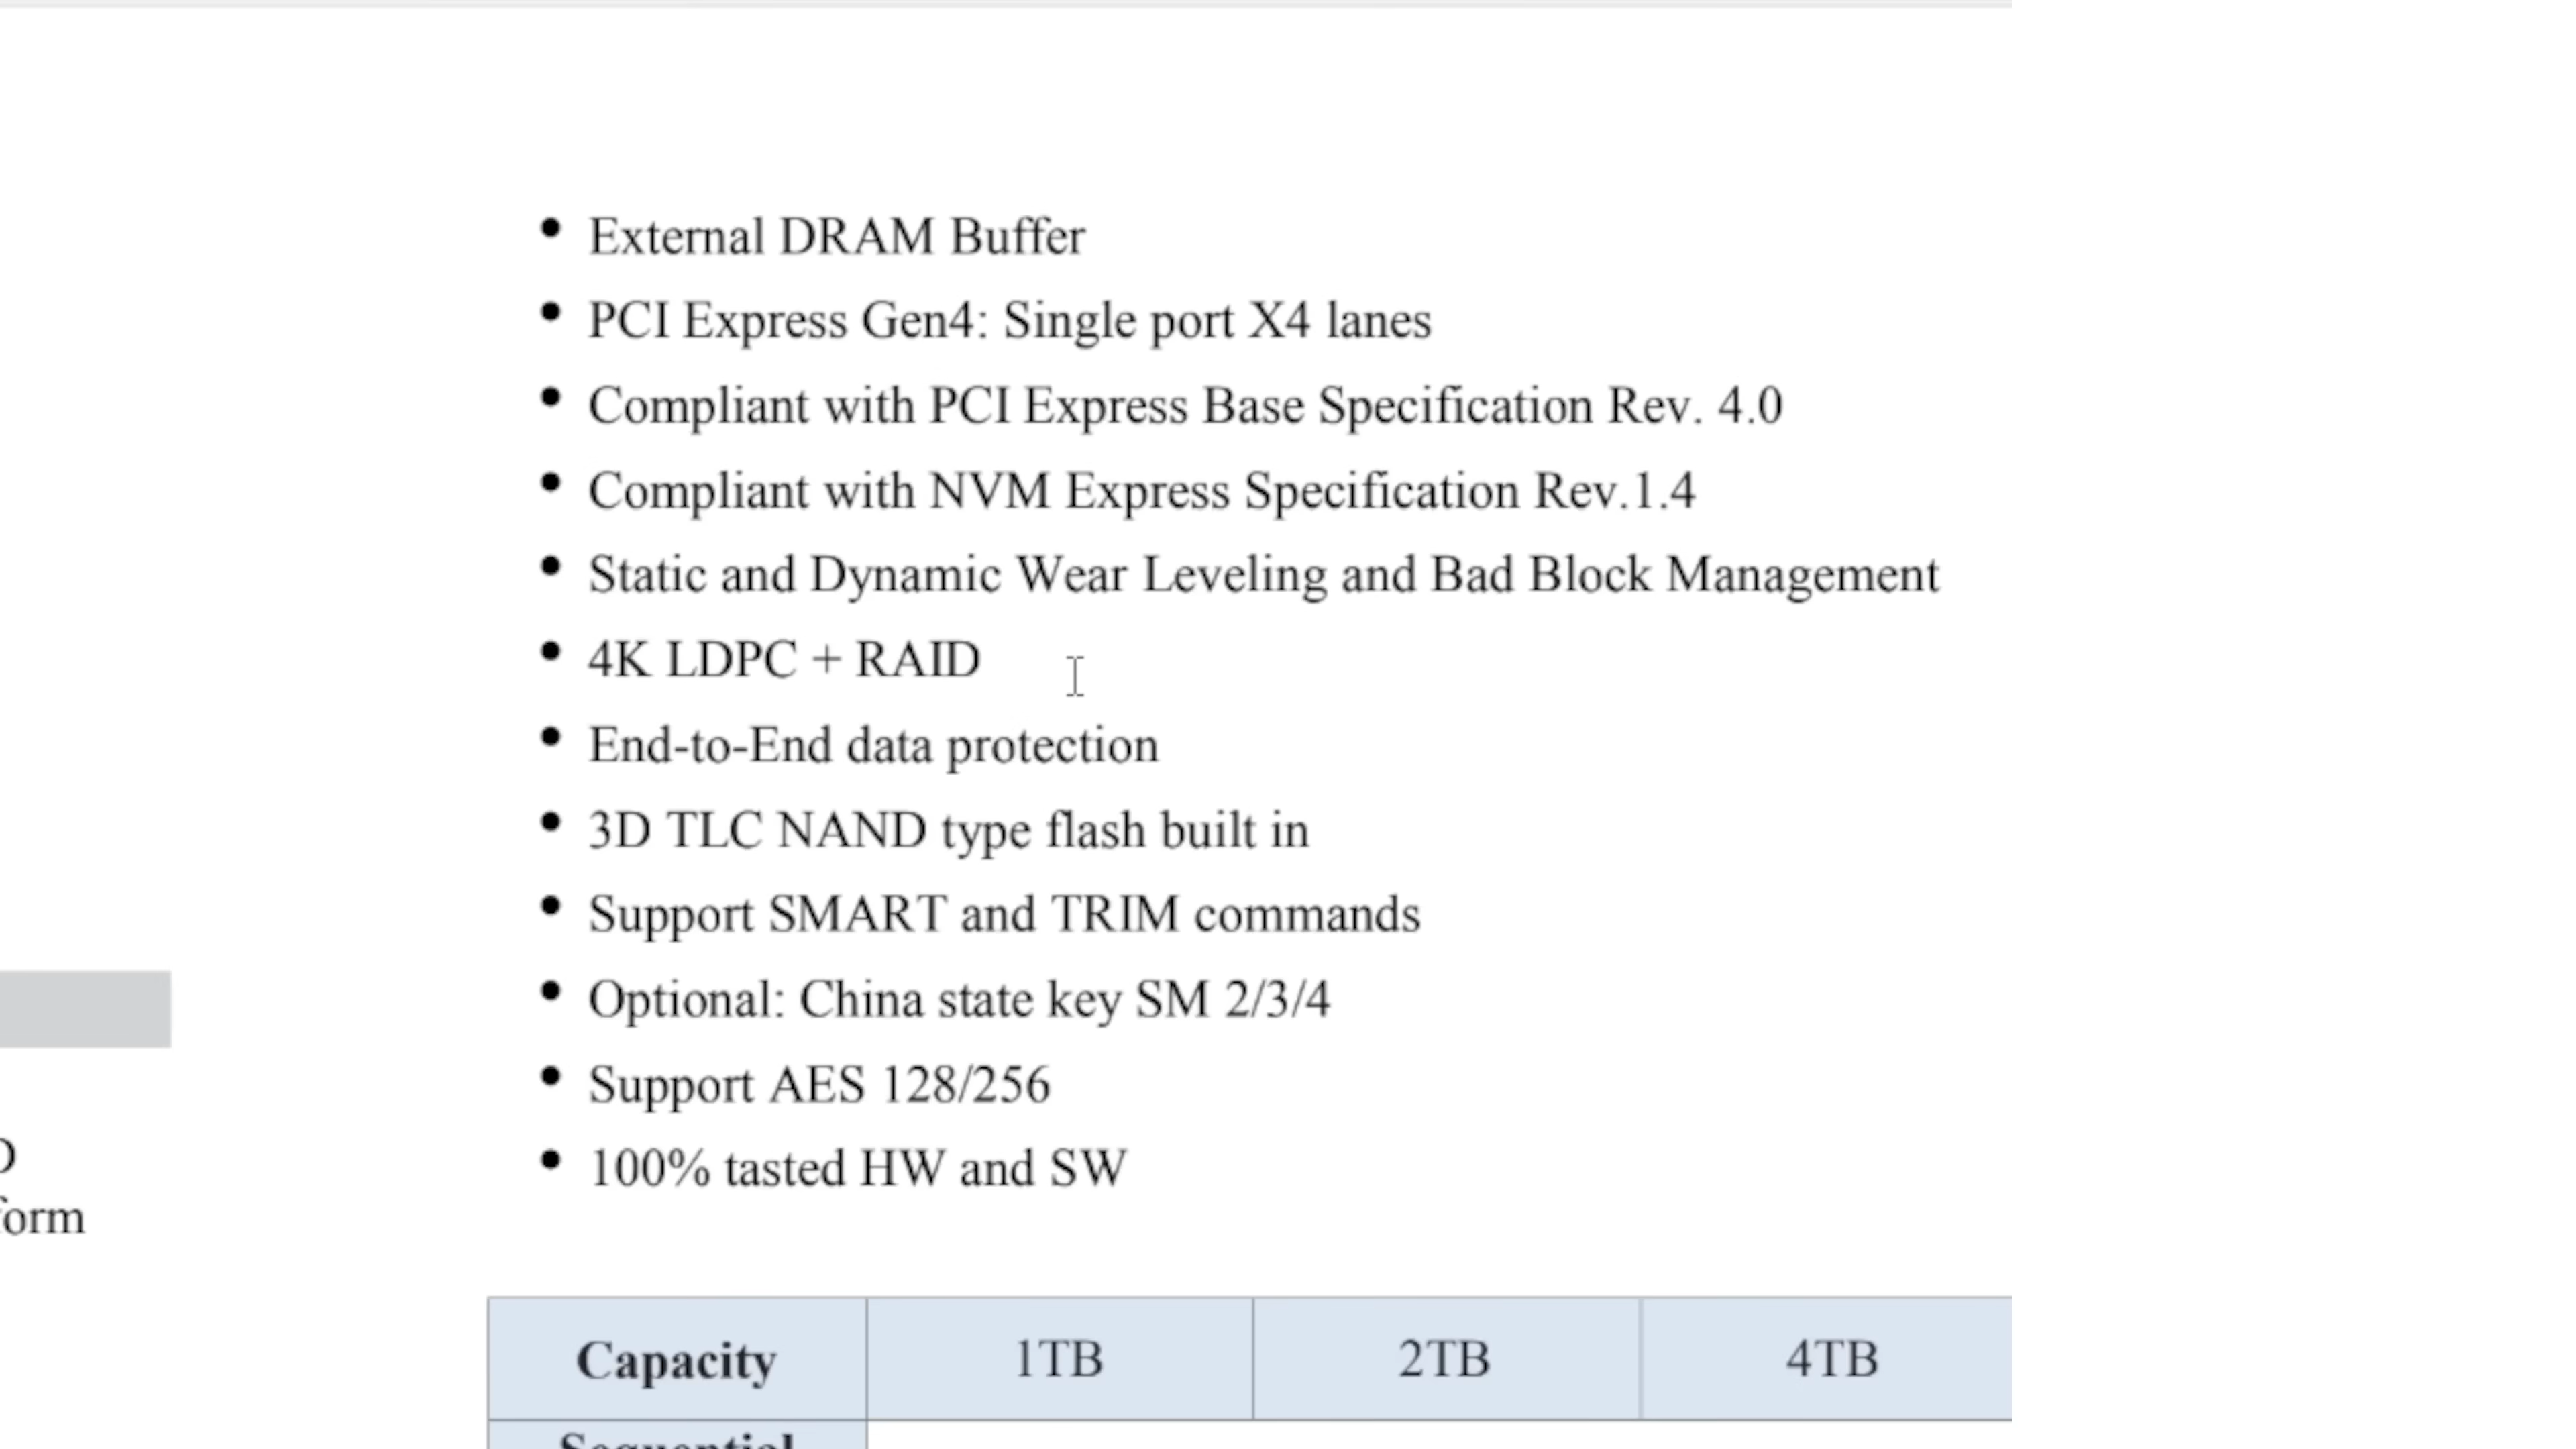 • External DRAM Buffer
• PCI Express Gen4: Single port X4 lanes
• Compliant with PCI Express Base Specification Rev. 4.0
• Compliant with NVM Express Specification Rev.1.4
• Static and Dynamic Wear Leveling and Bad Block Management
• 4K LDPC + RAID
• End-to-End data protection
• 3D TLC NAND type flash built in
• Support SMART and TRIM commands
• Optional: China state key SM 2/3/4
• Support AES 128/256
• 100% tasted HW and SW
form
Capacity 1TB 2TB 4TB
Sequential